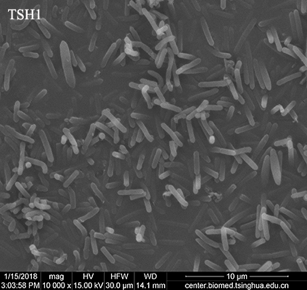 TSH1
1/15/2018 mag HV HFW WD 10 µm
3:03:58 PM 10 000 x 15.00 kV 30.0 µm 14.1 mm center.biomed.tsinghua.edu.cn